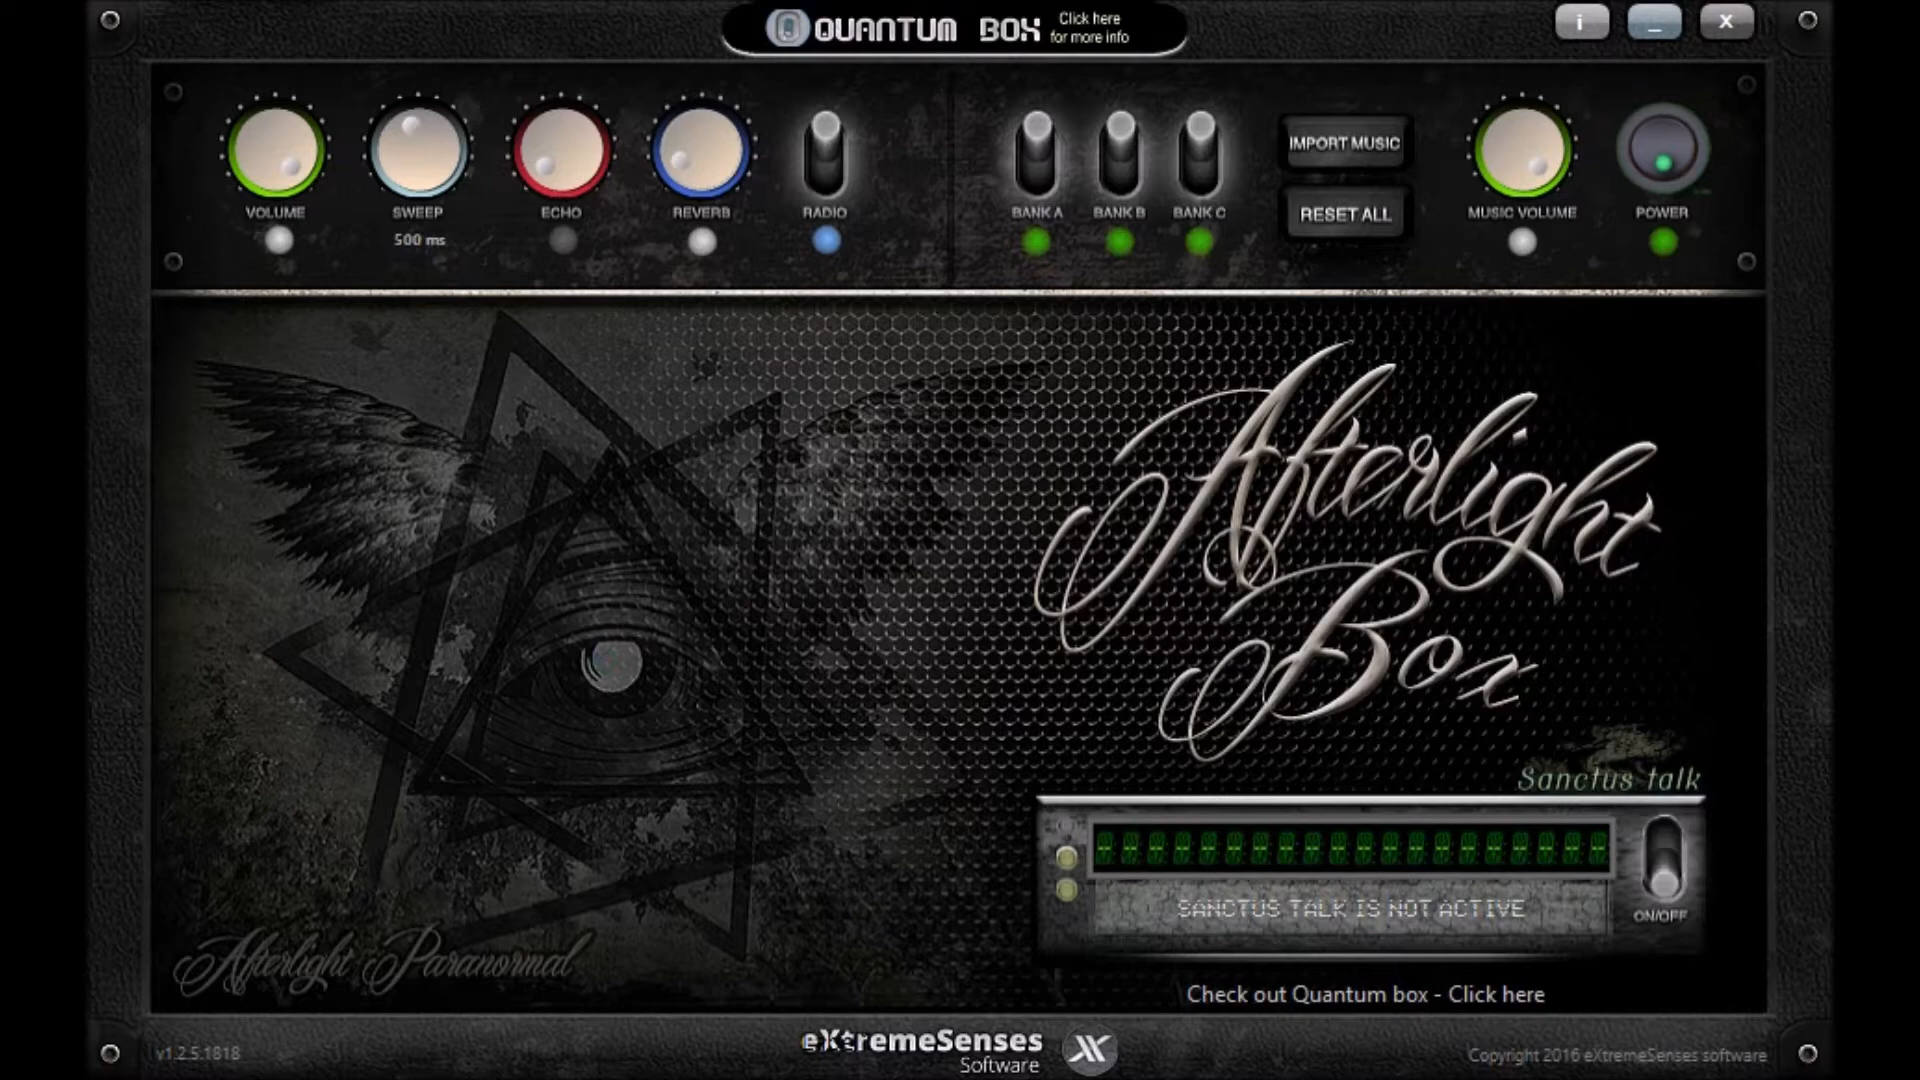 QUANTUM BOX
Click here
for more info
i
_
X
VOLUME
SWEEP
500 ms
ECHO
REVERB
RADIO
BANK A
BANK B
BANK C
IMPORT MUSIC
RESET ALL
MUSIC VOLUME
POWER
Afterlight
Box
Sanctus talk
SANCTUS TALK IS NOT ACTIVE
ON/OFF
Afterlight Paranormal
Check out Quantum box - Click here
v1.2.5.1818
eXtremeSenses
Software
Copyright 2016 eXtremeSenses software